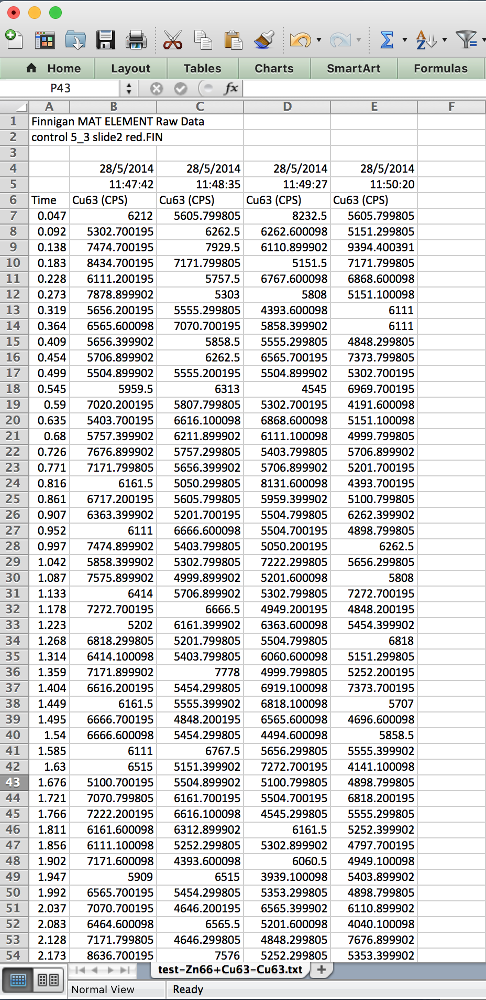 Home Layout Tables Charts SmartArt Formulas
P43 fx
A B C D E F
1 Finnigan MAT ELEMENT Raw Data
2 control 5_3 slide2 red.FIN
3
4 28/5/2014 28/5/2014 28/5/2014 28/5/2014
5 11:47:42 11:48:35 11:49:27 11:50:20
6 Time Cu63 (CPS) Cu63 (CPS) Cu63 (CPS) Cu63 (CPS)
7 0.047 6212 5605.799805 8232.5 5605.799805
8 0.092 5302.700195 6262.5 6262.600098 5151.299805
9 0.138 7474.700195 7929.5 6110.899902 9394.400391
10 0.183 8434.700195 7171.799805 5151.5 7171.799805
11 0.228 6111.200195 5757.5 6767.600098 6868.600098
12 0.273 7878.899902 5303 5808 5151.100098
13 0.319 5656.200195 5555.299805 4393.600098 6111
14 0.364 6565.600098 7070.700195 5858.399902 6111
15 0.409 5656.399902 5858.5 5555.299805 4848.299805
16 0.454 5706.899902 6262.5 6565.700195 7373.799805
17 0.499 5504.899902 5555.200195 5504.899902 5302.700195
18 0.545 5959.5 6313 4545 6969.700195
19 0.59 7020.200195 5807.799805 5302.700195 4191.600098
20 0.635 5403.700195 6616.100098 6868.600098 5151.100098
21 0.68 5757.399902 6211.899902 6111.100098 4999.799805
22 0.726 7676.899902 5757.299805 5403.799805 5706.899902
23 0.771 7171.799805 5656.399902 5706.899902 5201.700195
24 0.816 6161.5 5050.299805 8131.600098 4393.700195
25 0.861 6717.200195 5605.799805 5959.399902 5100.799805
26 0.907 6363.399902 5201.700195 5504.799805 6262.399902
27 0.952 6111 6666.600098 5504.700195 4898.799805
28 0.997 7474.899902 5403.799805 5050.200195 6262.5
29 1.042 5858.399902 5302.799805 7222.299805 5656.299805
30 1.087 7575.899902 4999.899902 5201.600098 5808
31 1.133 6414 5706.899902 5302.799805 7272.700195
32 1.178 7272.700195 6666.5 4949.200195 4848.200195
33 1.223 5202 6161.399902 6363.600098 5454.399902
34 1.268 6818.299805 5201.799805 5504.799805 6818
35 1.314 6414.100098 5403.799805 6060.600098 5151.299805
36 1.359 7171.899902 7778 4999.799805 5252.200195
37 1.404 6616.200195 5454.299805 6919.100098 7373.700195
38 1.449 6161.5 5555.399902 6818.100098 5707
39 1.495 6666.700195 4848.200195 6565.600098 4696.600098
40 1.54 6666.600098 5454.299805 4494.600098 5858.5
41 1.585 6111 6767.5 5656.299805 5555.399902
42 1.63 6515 5151.399902 7272.700195 4141.100098
43 1.676 5100.700195 5504.899902 5100.799805 4898.799805
44 1.721 7070.799805 6161.700195 5504.700195 6818.200195
45 1.766 7222.200195 6616.100098 4545.299805 5555.299805
46 1.811 6161.600098 6312.899902 6161.5 5252.399902
47 1.856 6111.100098 5252.299805 5302.899902 4797.700195
48 1.902 7171.600098 4393.600098 6060.5 4949.100098
49 1.947 5909 6515 3939.100098 5403.899902
50 1.992 6565.700195 5454.299805 5353.299805 4898.799805
51 2.037 7070.700195 4646.200195 6565.399902 6110.899902
52 2.083 6464.600098 6565.5 5201.600098 4040.100098
53 2.128 7171.799805 4646.299805 4848.299805 7676.899902
54 2.173 8636.700195 7576 5252.299805 5353.399902
test-Zn66+Cu63-Cu63.txt
Normal View Ready